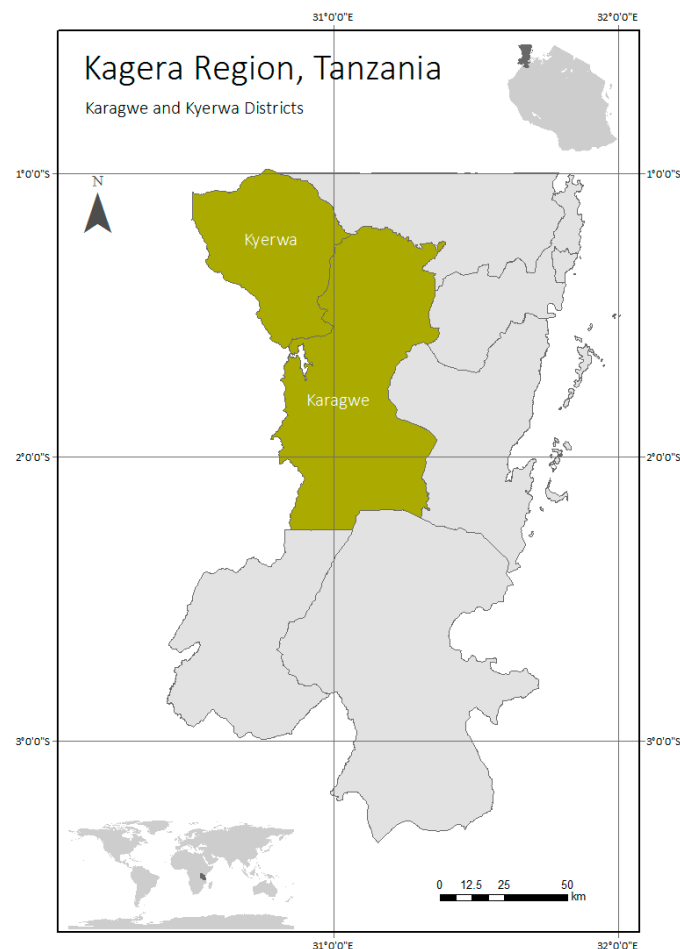 31°0'0"E 32°0'0"E
Kagera Region, Tanzania
Karagwe and Kyerwa Districts
1°0'0"S 1°0'0"S
N
Kyerwa
Karagwe
2°0'0"S 2°0'0"S
3°0'0"S 3°0'0"S
0 12.5 25 50
km
31°0'0"E 32°0'0"E